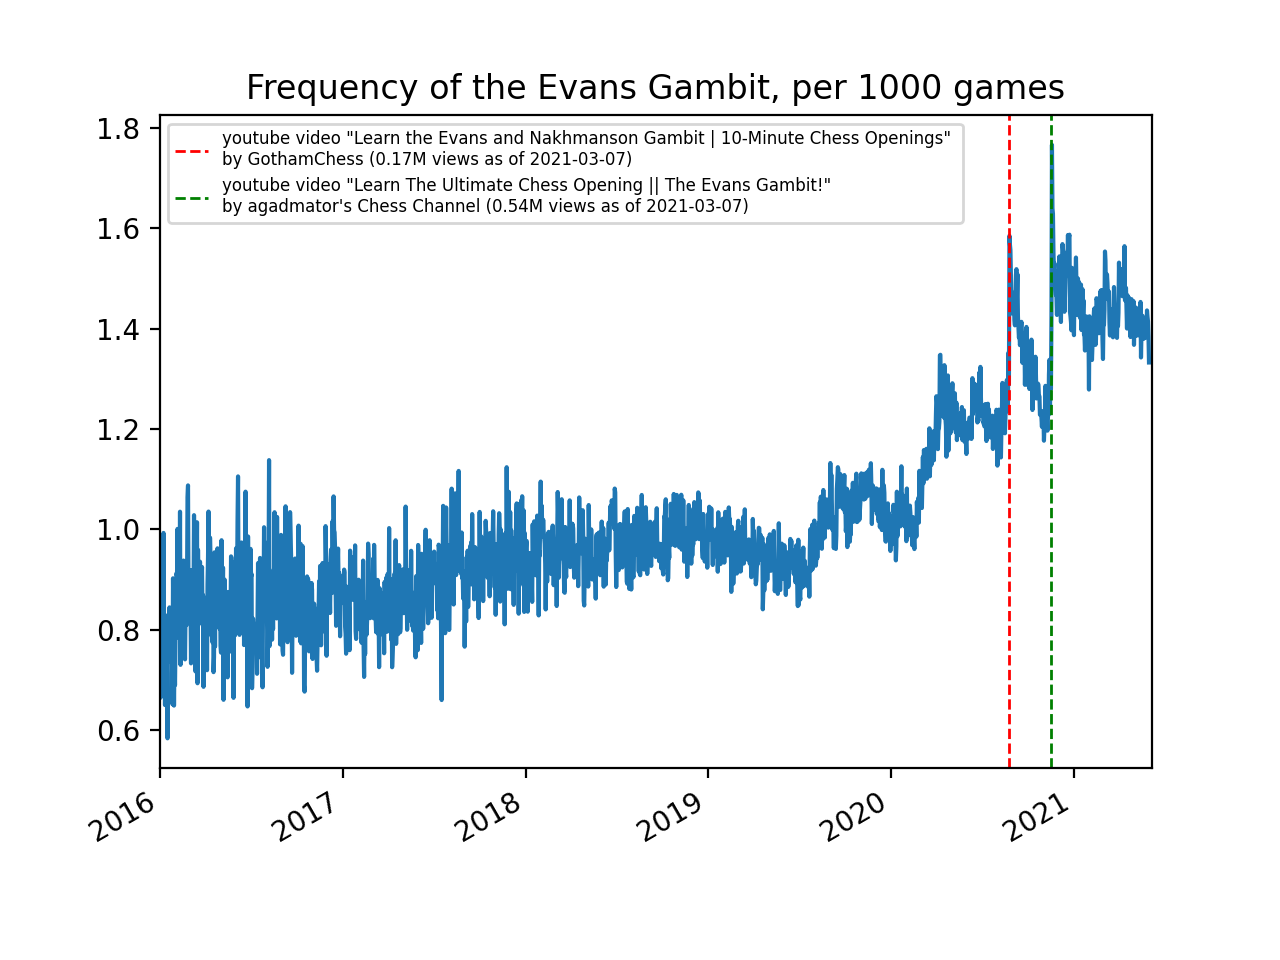 Frequency of the Evans Gambit, per 1000 games
youtube video "Learn the Evans and Nakhmanson Gambit | 10-Minute Chess Openings"
by GothamChess (0.17M views as of 2021-03-07)
youtube video "Learn The Ultimate Chess Opening || The Evans Gambit!"
by agadmator's Chess Channel (0.54M views as of 2021-03-07)
1.8
1.6
1.4
1.2
1.0
0.8
0.6
2016
2017
2018
2019
2020
2021